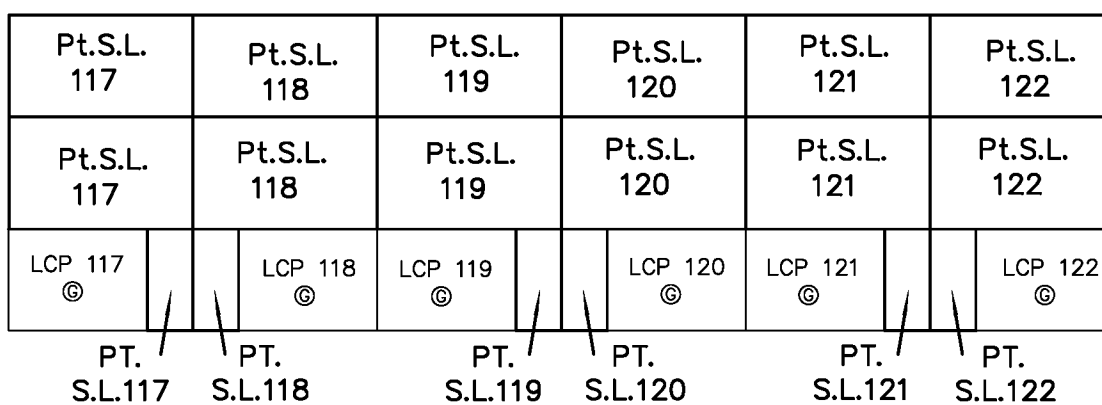 Pt.S.L.
117
Pt.S.L.
118
Pt.S.L.
119
Pt.S.L.
120
Pt.S.L.
121
Pt.S.L.
122
Pt.S.L.
117
Pt.S.L.
118
Pt.S.L.
119
Pt.S.L.
120
Pt.S.L.
121
Pt.S.L.
122
LCP 117
Ⓖ
LCP 118
Ⓖ
LCP 119
Ⓖ
LCP 120
Ⓖ
LCP 121
Ⓖ
LCP 122
Ⓖ
PT.
S.L.117
PT.
S.L.118
PT.
S.L.119
PT.
S.L.120
PT.
S.L.121
PT.
S.L.122